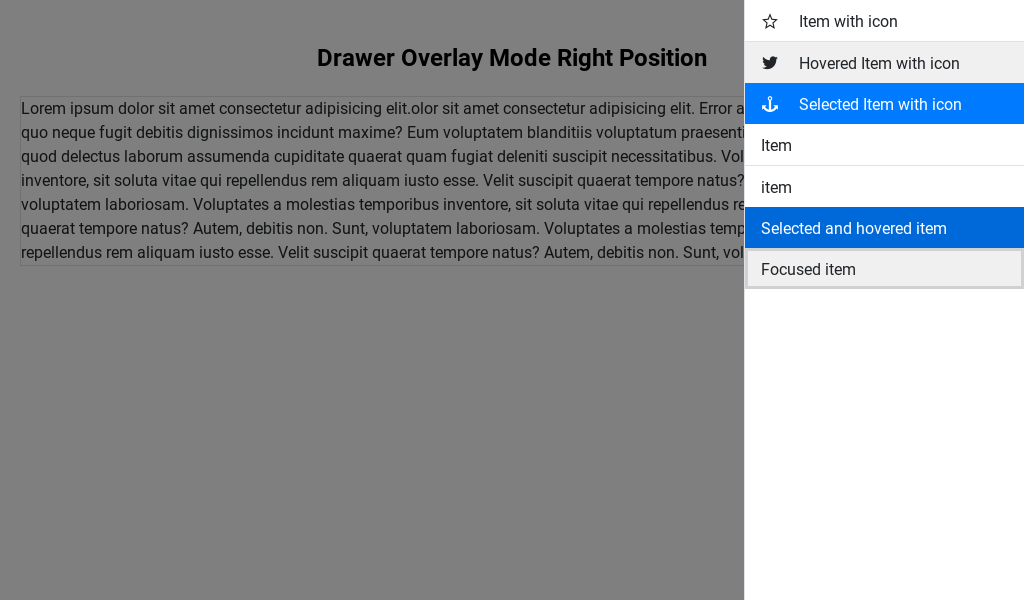 Drawer Overlay Mode Right Position
Lorem ipsum dolor sit amet consectetur adipisicing elit.olor sit amet consectetur adipisicing elit. Error a
quo neque fugit debitis dignissimos incidunt maxime? Eum voluptatem blanditiis voluptatum praesenti
quod delectus laborum assumenda cupiditate quaerat quam fugiat deleniti suscipit necessitatibus. Vol
inventore, sit soluta vitae qui repellendus rem aliquam iusto esse. Velit suscipit quaerat tempore natus?
voluptatem laboriosam. Voluptates a molestias temporibus inventore, sit soluta vitae qui repellendus re
quaerat tempore natus? Autem, debitis non. Sunt, voluptatem laboriosam. Voluptates a molestias temp
repellendus rem aliquam iusto esse. Velit suscipit quaerat tempore natus? Autem, debitis non. Sunt, vol
Item with icon
Hovered Item with icon
Selected Item with icon
Item
item
Selected and hovered item
Focused item